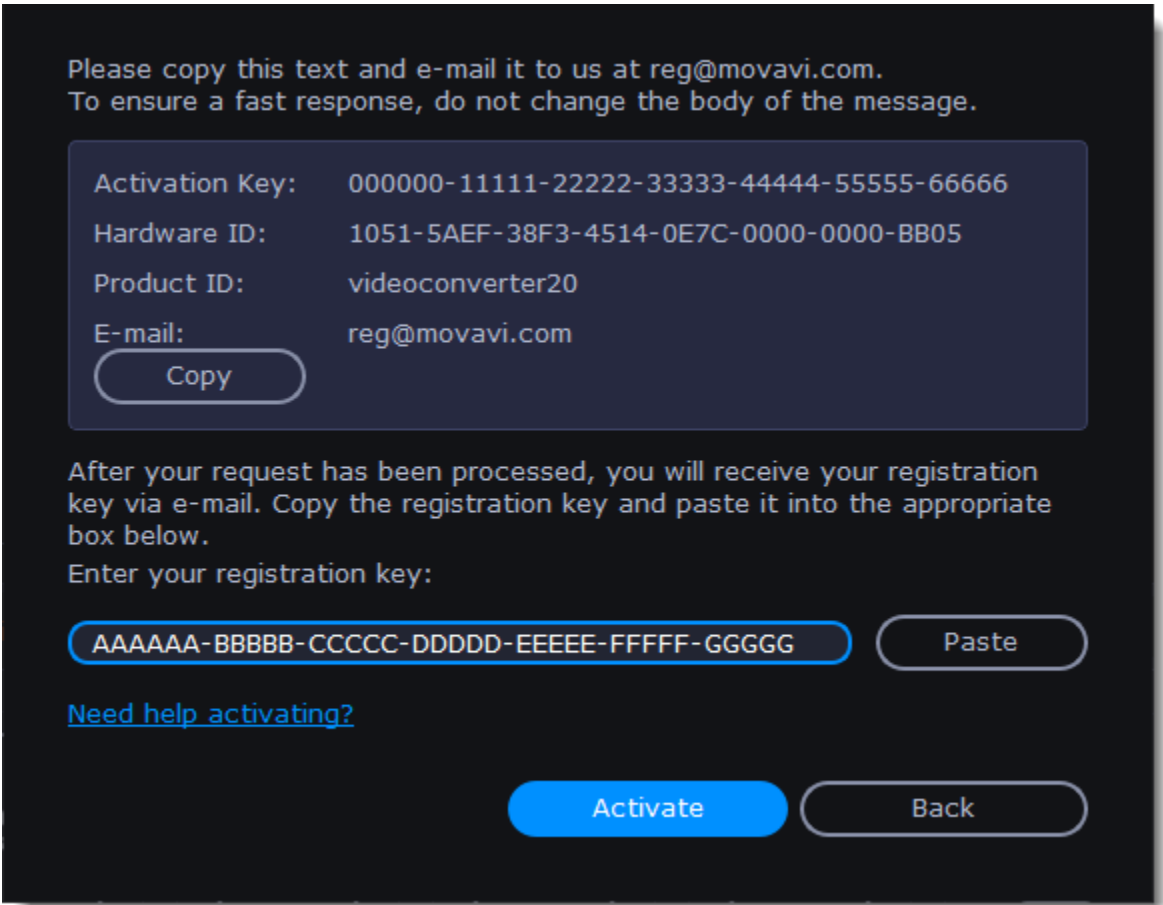 Please copy this text and e-mail it to us at reg@movavi.com.
To ensure a fast response, do not change the body of the message.
Activation Key: 000000-11111-22222-33333-44444-55555-66666
Hardware ID: 1051-5AEF-38F3-4514-0E7C-0000-0000-BB05
Product ID: videoconverter20
E-mail: reg@movavi.com
Copy
After your request has been processed, you will receive your registration
key via e-mail. Copy the registration key and paste it into the appropriate
box below.
Enter your registration key:
AAAAAA-BBBBB-CCCCC-DDDDD-EEEEE-FFFFF-GGGGG Paste
Need help activating?
Activate Back